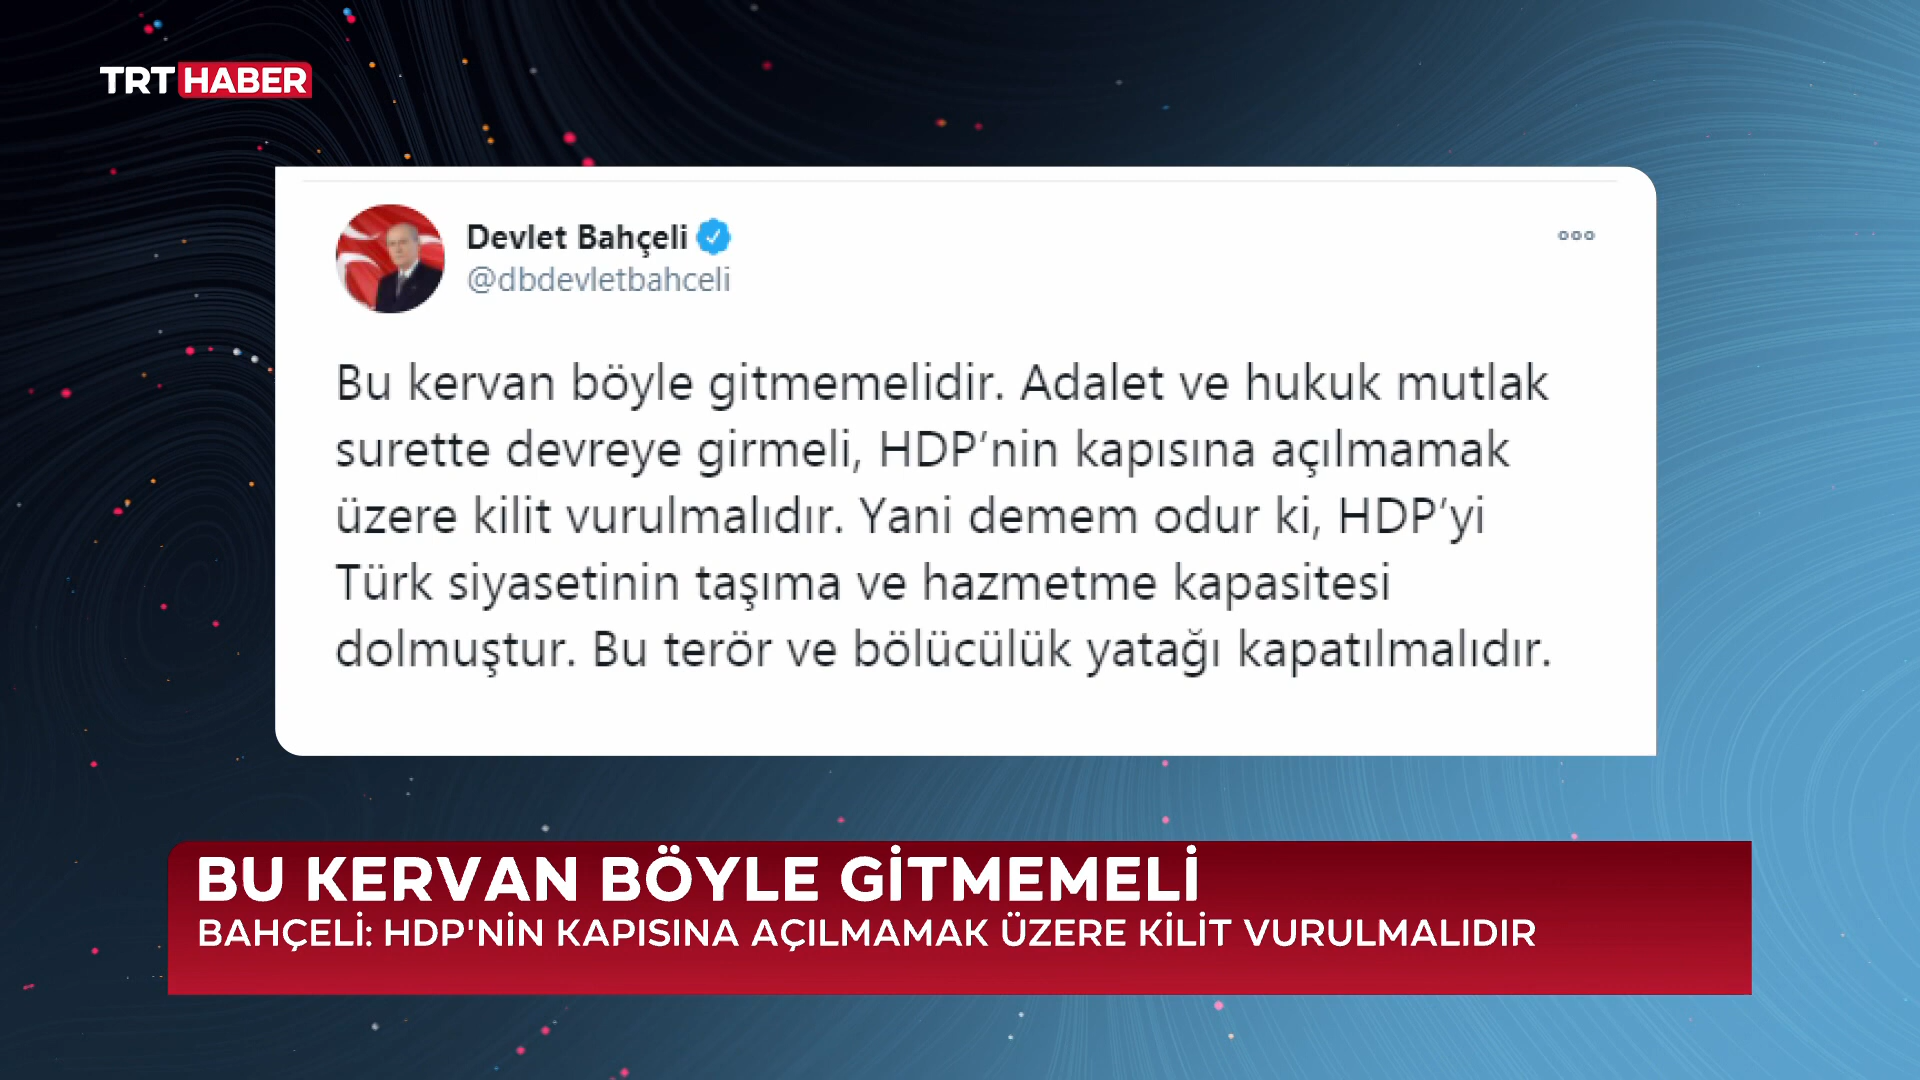 TRT HABER
Devlet Bahçeli
@dbdevletbahceli
Bu kervan böyle gitmemelidir. Adalet ve hukuk mutlak
surette devreye girmeli, HDP’nin kapısına açılmamak
üzere kilit vurulmalıdır. Yani demem odur ki, HDP’yi
Türk siyasetinin taşıma ve hazmetme kapasitesi
dolmuştur. Bu terör ve bölücülük yatağı kapatılmalıdır.
BU KERVAN BÖYLE GİTMEMELİ
BAHÇELİ: HDP'NİN KAPISINA AÇILMAMAK ÜZERE KİLİT VURULMALIDIR